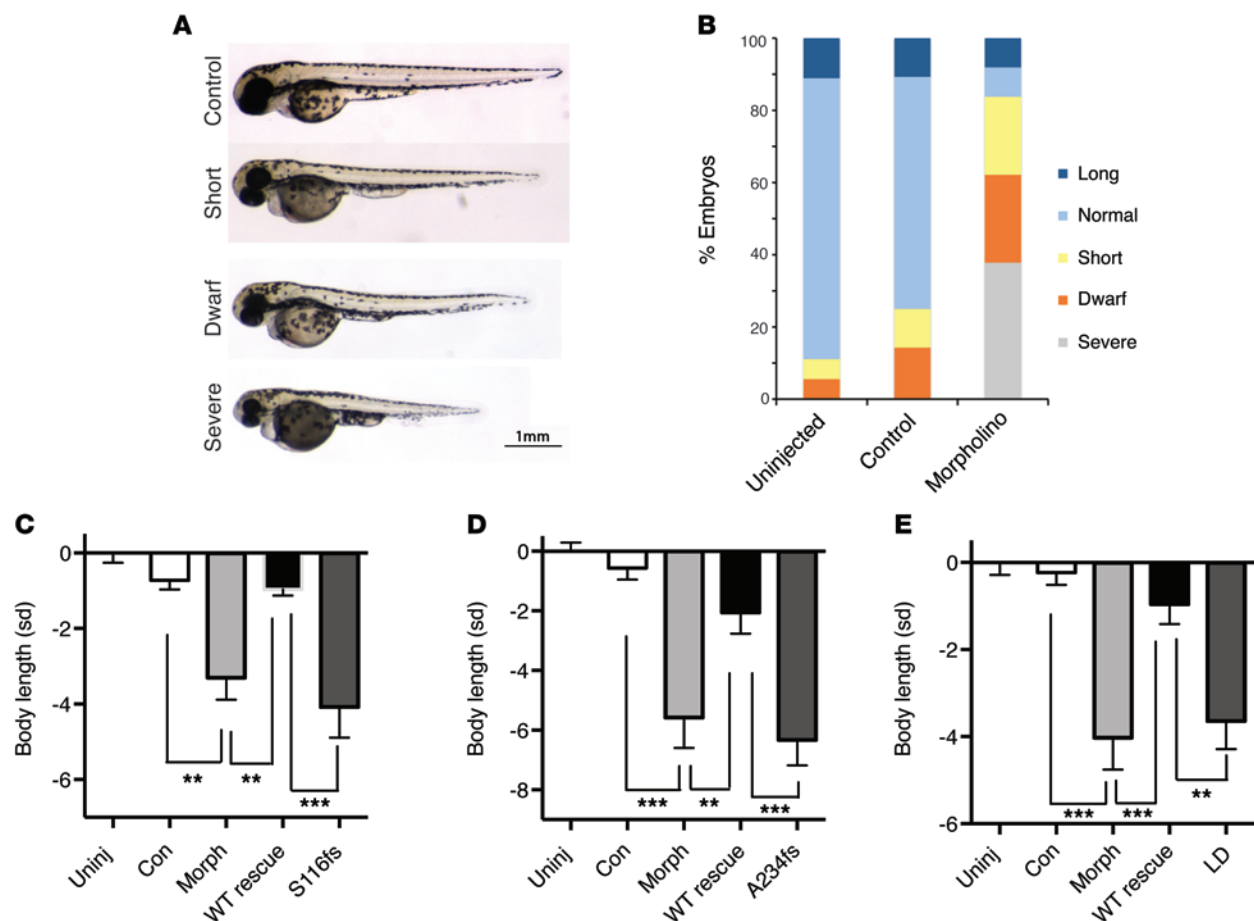 A
Control
Short
Dwarf
Severe
1mm
B
% Embryos
100
80
60
40
20
0
Uninjected
Control
Morpholino
Long
Normal
Short
Dwarf
Severe
C
Body length (sd)
0
-2
-4
-6
** ** ***
Uninj Con Morph WT rescue S116fs
D
Body length (sd)
0
-2
-4
-6
-8
*** ** ***
Uninj Con Morph WT rescue A234fs
E
Body length (sd)
0
-2
-4
-6
*** *** **
Uninj Con Morph WT rescue LD